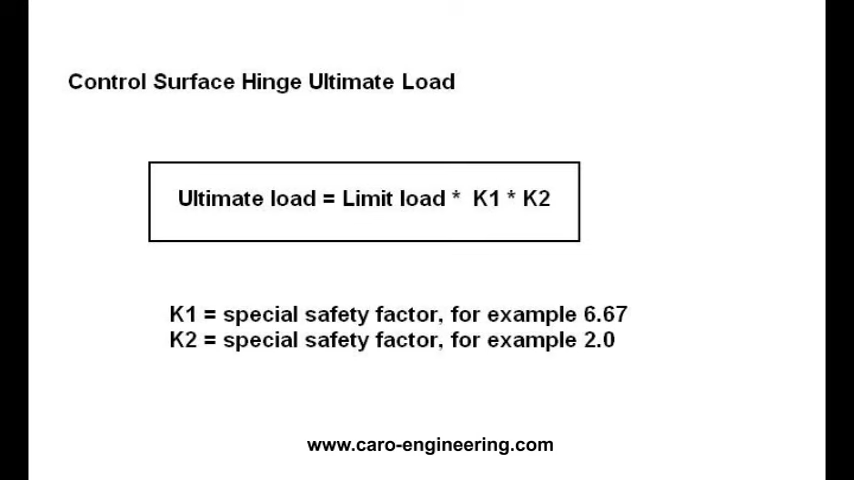 Control Surface Hinge Ultimate Load
Ultimate load = Limit load * K1 * K2
K1 = special safety factor, for example 6.67
K2 = special safety factor, for example 2.0
www.caro-engineering.com